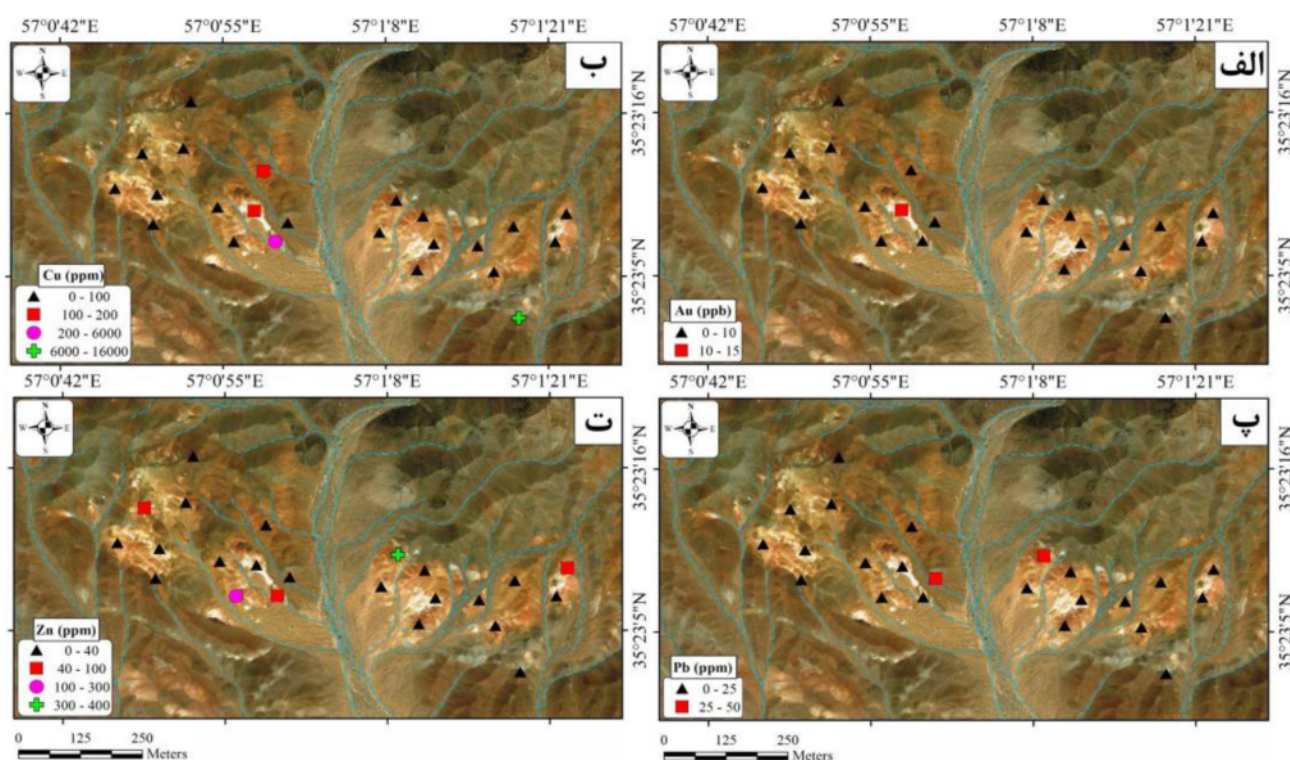 57°0'42"E 57°0'55"E 57°1'8"E 57°1'21"E
ب
N
W E
S
Cu (ppm)
0 - 100
100 - 200
200 - 6000
6000 - 16000
35°23'16"N
35°23'5"N
57°0'42"E 57°0'55"E 57°1'8"E 57°1'21"E
الف
N
W E
S
Au (ppb)
0 - 10
10 - 15
35°23'16"N
35°23'5"N
57°0'42"E 57°0'55"E 57°1'8"E 57°1'21"E
ت
N
W E
S
Zn (ppm)
0 - 40
40 - 100
100 - 300
300 - 400
35°23'16"N
35°23'5"N
0 125 250
Meters
57°0'42"E 57°0'55"E 57°1'8"E 57°1'21"E
پ
N
W E
S
Pb (ppm)
0 - 25
25 - 50
35°23'16"N
35°23'5"N
0 125 250
Meters